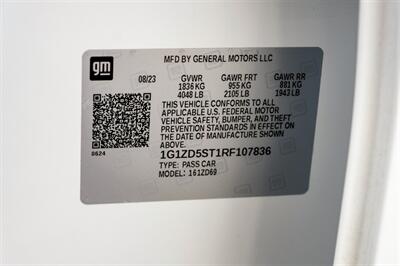 gm
MFD BY GENERAL MOTORS LLC
08/23 GVWR GAWR FRT GAWR RR
1836 KG 955 KG 881 KG
4048 LB 2105 LB 1943 LB
THIS VEHICLE CONFORMS TO ALL
APPLICABLE U.S. FEDERAL MOTOR
VEHICLE SAFETY, BUMPER, AND THEFT
PREVENTION STANDARDS IN EFFECT ON
THE DATE OF MANUFACTURE SHOWN
ABOVE.
0624
1G1ZD5ST1RF107836
TYPE: PASS CAR
MODEL: 161ZD69